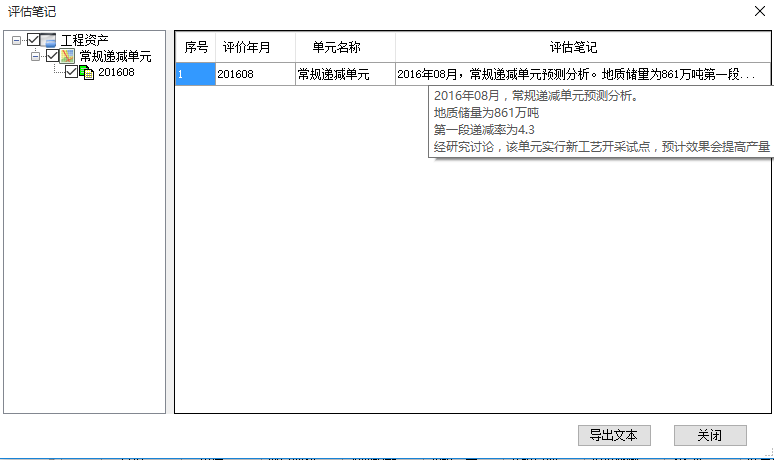 评估笔记
工程资产
常规递减单元
201608
序号 评价年月 单元名称 评估笔记
1 201608 常规递减单元 2016年08月，常规递减单元预测分析。地质储量为861万吨第一段...
2016年08月，常规递减单元预测分析。
地质储量为861万吨
第一段递减率为4.3
经研究讨论，该单元实行新工艺开采试点，预计效果会提高产量
导出文本 关闭